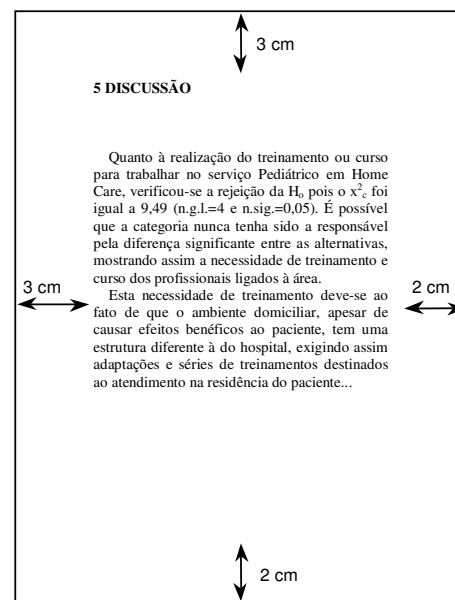 3 cm
5 DISCUSSÃO
Quanto à realização do treinamento ou curso
para trabalhar no serviço Pediátrico em Home
Care, verificou-se a rejeição da Hₒ pois o x²c foi
igual a 9,49 (n.g.l.=4 e n.sig.=0,05). É possível
que a categoria nunca tenha sido a responsável
pela diferença significante entre as alternativas,
mostrando assim a necessidade de treinamento e
curso dos profissionais ligados à área.
3 cm
2 cm
Esta necessidade de treinamento deve-se ao
fato de que o ambiente domiciliar, apesar de
causar efeitos benéficos ao paciente, tem uma
estrutura diferente à do hospital, exigindo assim
adaptações e séries de treinamentos destinados
ao atendimento na residência do paciente...
2 cm